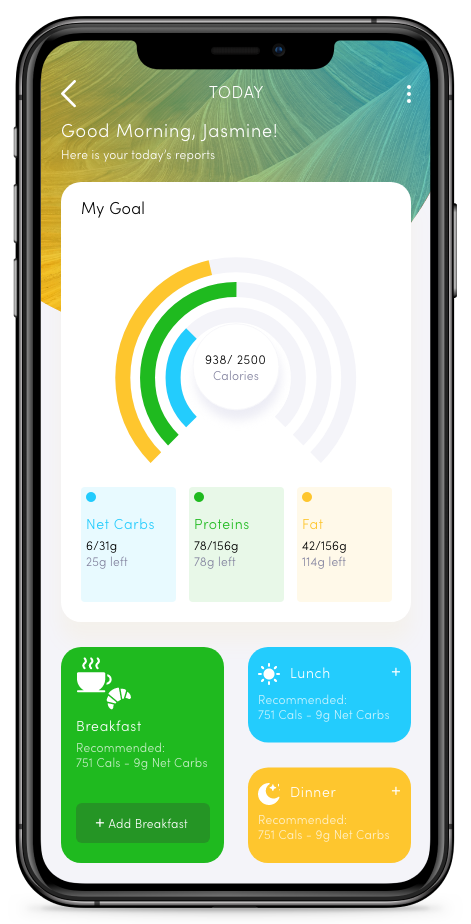 TODAY
Good Morning, Jasmine!
Here is your today's reports
My Goal
938/ 2500
Calories
Net Carbs
6/31g
25g left
Proteins
78/156g
78g left
Fat
42/156g
114g left
Breakfast
Recommended:
751 Cals - 9g Net Carbs
+ Add Breakfast
Lunch +
Recommended:
751 Cals - 9g Net Carbs
Dinner +
Recommended:
751 Cals - 9g Net Carbs